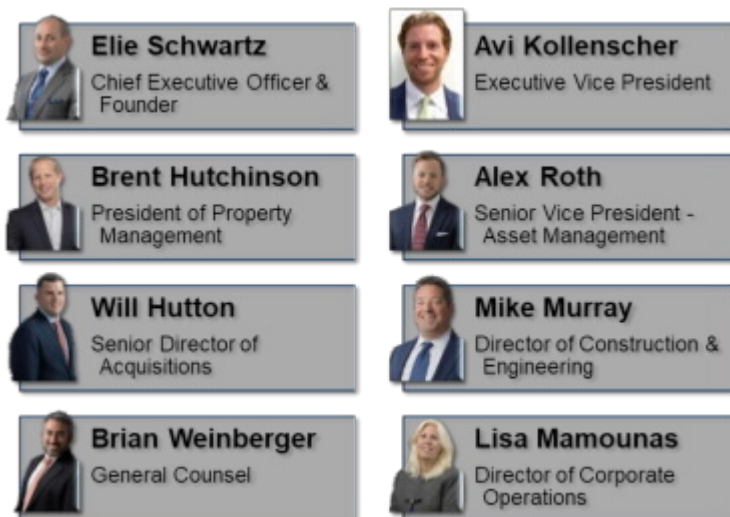 Elie Schwartz
Chief Executive Officer &
Founder
Avi Kollenscher
Executive Vice President
Brent Hutchinson
President of Property
Management
Alex Roth
Senior Vice President -
Asset Management
Will Hutton
Senior Director of
Acquisitions
Mike Murray
Director of Construction &
Engineering
Brian Weinberger
General Counsel
Lisa Mamounas
Director of Corporate
Operations